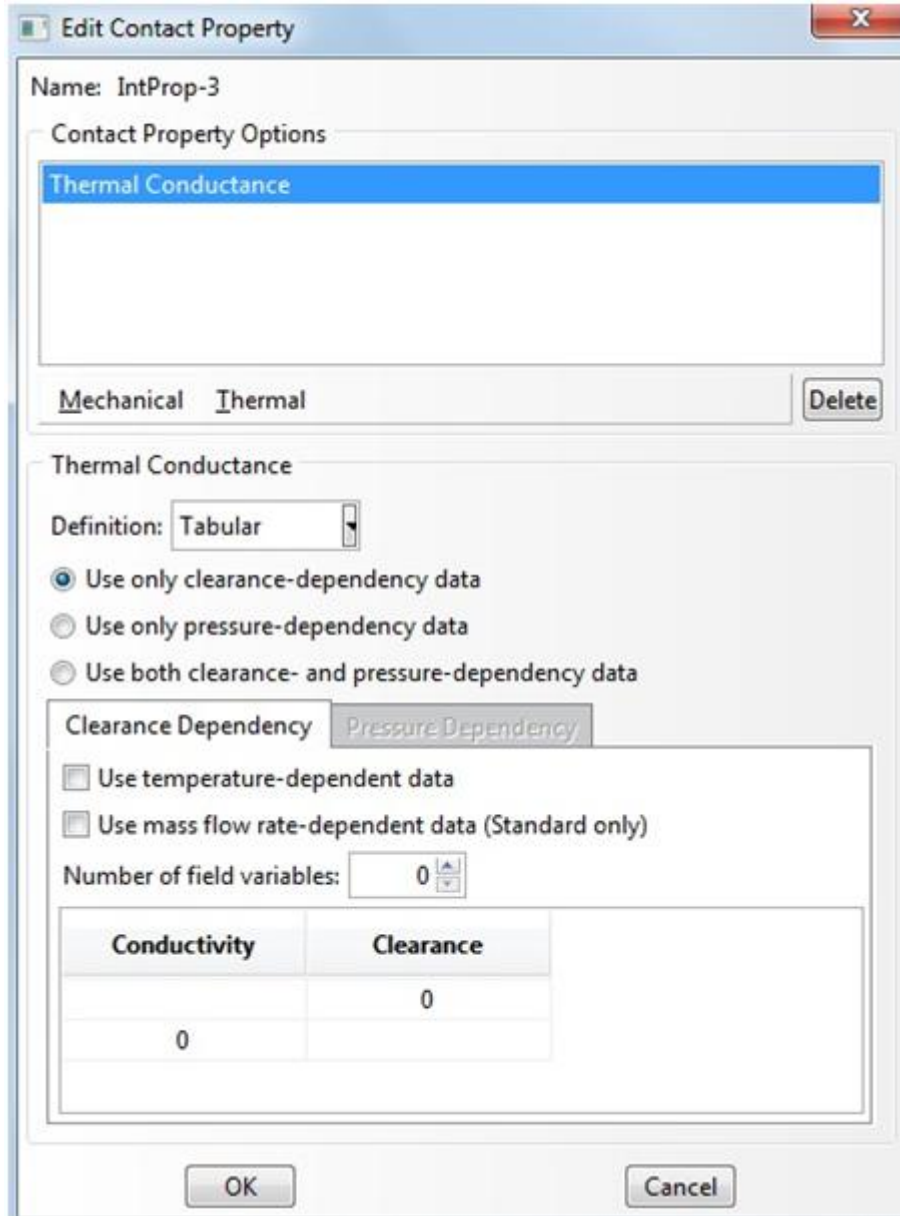 Edit Contact Property
Name: IntProp-3
Contact Property Options
Thermal Conductance
Mechanical Thermal Delete
Thermal Conductance
Definition: Tabular
Use only clearance-dependency data
Use only pressure-dependency data
Use both clearance- and pressure-dependency data
Clearance Dependency Pressure Dependency
Use temperature-dependent data
Use mass flow rate-dependent data (Standard only)
Number of field variables: 0
Conductivity Clearance
0
0
OK Cancel